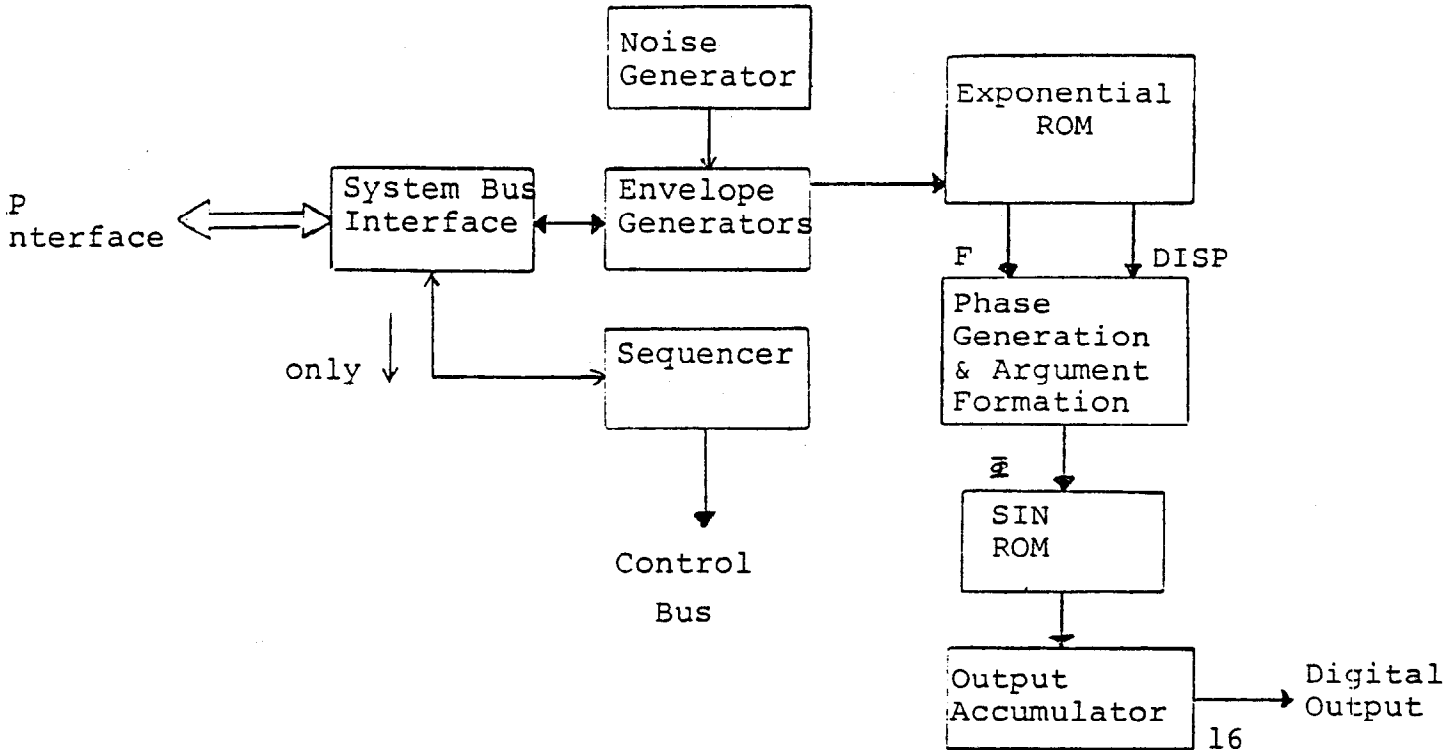 Noise
Generator
Exponential
ROM
P
nterface
System Bus
Interface
Envelope
Generators
F
DISP
Phase
Generation
& Argument
Formation
only
Sequencer
SIN
ROM
Control
Bus
Output
Accumulator
16
Digital
Output